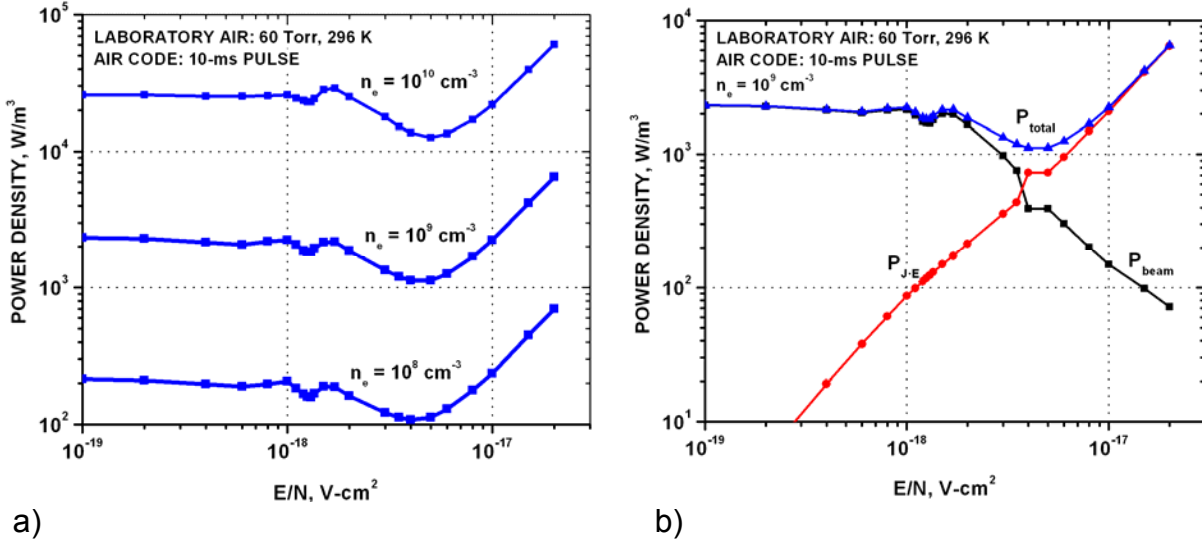 LABORATORY AIR: 60 Torr, 296 K
AIR CODE: 10-ms PULSE
n_e = 10^10 cm^-3
n_e = 10^9 cm^-3
n_e = 10^8 cm^-3
10^6
10^5
10^4
10^3
10^2
POWER DENSITY, W/m^3
10^-19
10^-18
10^-17
E/N, V-cm^2
a)
LABORATORY AIR: 60 Torr, 296 K
AIR CODE: 10-ms PULSE
n_e = 10^9 cm^-3
P_total
P_J·E
P_beam
10^4
10^3
10^2
10^1
POWER DENSITY, W/m^3
10^-19
10^-18
10^-17
E/N, V-cm^2
b)